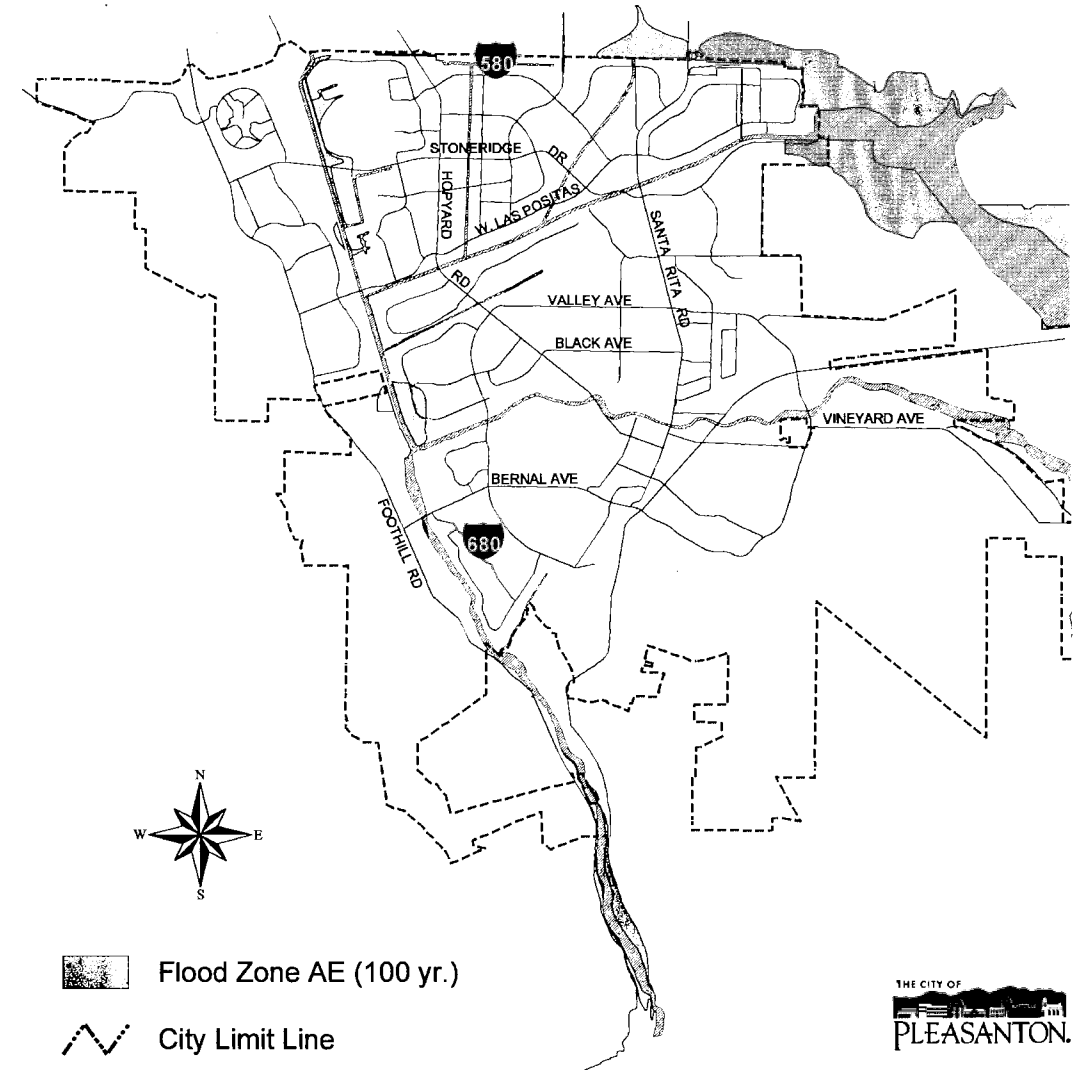 580
STONERIDGE DR
HOPYARD RD
W. LAS POSITAS
SANTA RITA RD
VALLEY AVE
BLACK AVE
VINEYARD AVE
BERNAL AVE
FOOTHILL RD
680
N
W E
S
Flood Zone AE (100 yr.)
City Limit Line
THE CITY OF
PLEASANTON.